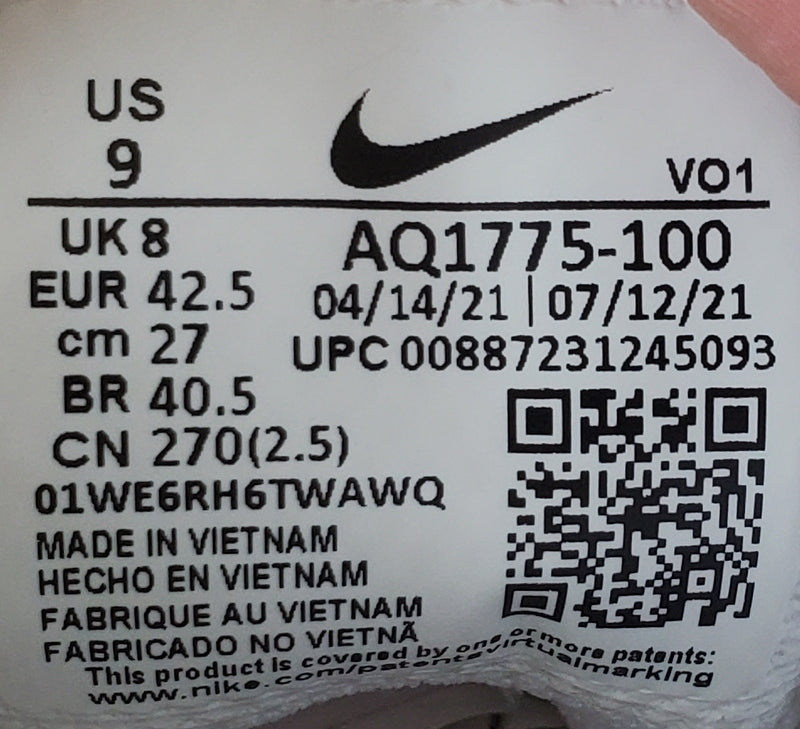 US
9
VO1
UK 8
EUR 42.5
cm 27
BR 40.5
CN 270(2.5)
AQ1775-100
04/14/21 | 07/12/21
UPC 00887231245093
01WE6RH6TWAWQ
MADE IN VIETNAM
HECHO EN VIETNAM
FABRIQUE AU VIETNAM
FABRICADO NO VIETNÃ
This product is covered by one or more patents:
www.nike.com/patentsvirtualmarking